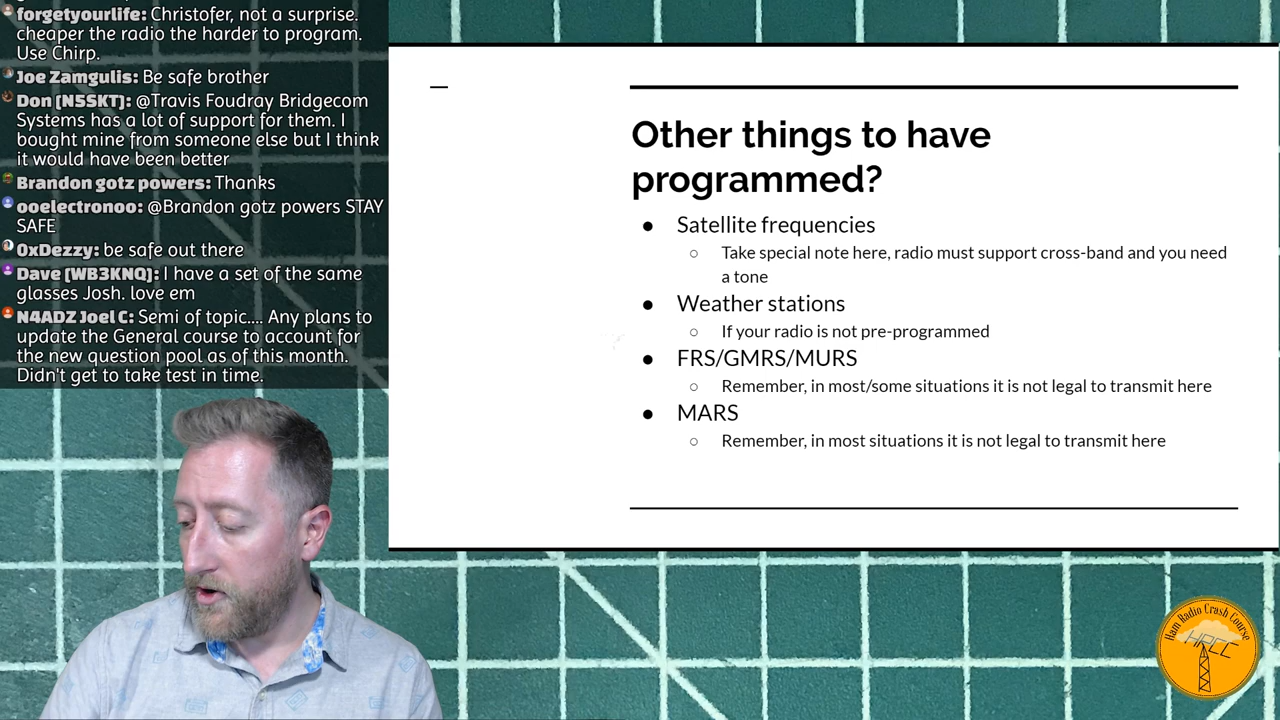 forgetyourlife: Christofer, not a surprise.
cheaper the radio the harder to program.
Use Chirp.
Joe Zamgulis: Be safe brother
Don (N5SKT): @Travis Foudray Bridgecom
Systems has a lot of support for them. I
bought mine from someone else but I think
it would have been better
Brandon gotz powers: Thanks
ooelectronoo: @Brandon gotz powers STAY
SAFE
0xDezzy: be safe out there
Dave (WB3KNQ): I have a set of the same
glasses Josh. love em
N4ADZ Joel C: Semi of topic.... Any plans to
update the General course to account for
the new question pool as of this month.
Didn't get to take test in time.
Other things to have
programmed?
● Satellite frequencies
○ Take special note here, radio must support cross-band and you need
a tone
● Weather stations
○ If your radio is not pre-programmed
● FRS/GMRS/MURS
○ Remember, in most/some situations it is not legal to transmit here
● MARS
○ Remember, in most situations it is not legal to transmit here
Ham Radio Crash Course
HRCC